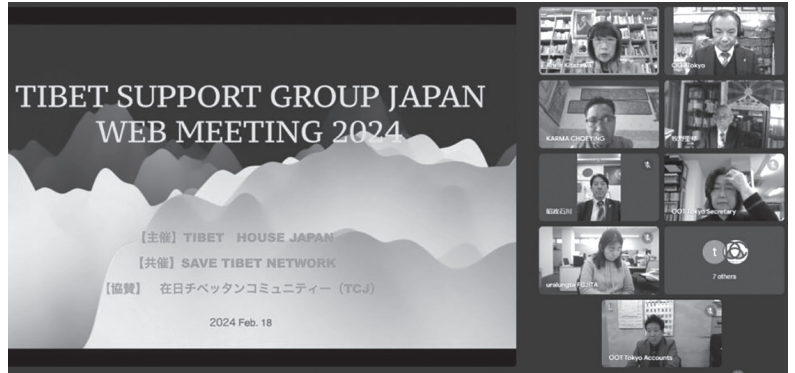 TIBET SUPPORT GROUP JAPAN
WEB MEETING 2024
【主催】TIBET HOUSE JAPAN
【共催】SAVE TIBET NETWORK
【協賛】 在日チベッタンコミュニティー（TCJ）
2024 Feb. 18
OOT Tokyo
KARMA CHOEYING
OOT Tokyo Secretary
uralungta FUJITA
t
7 others
OOT Tokyo Accounts